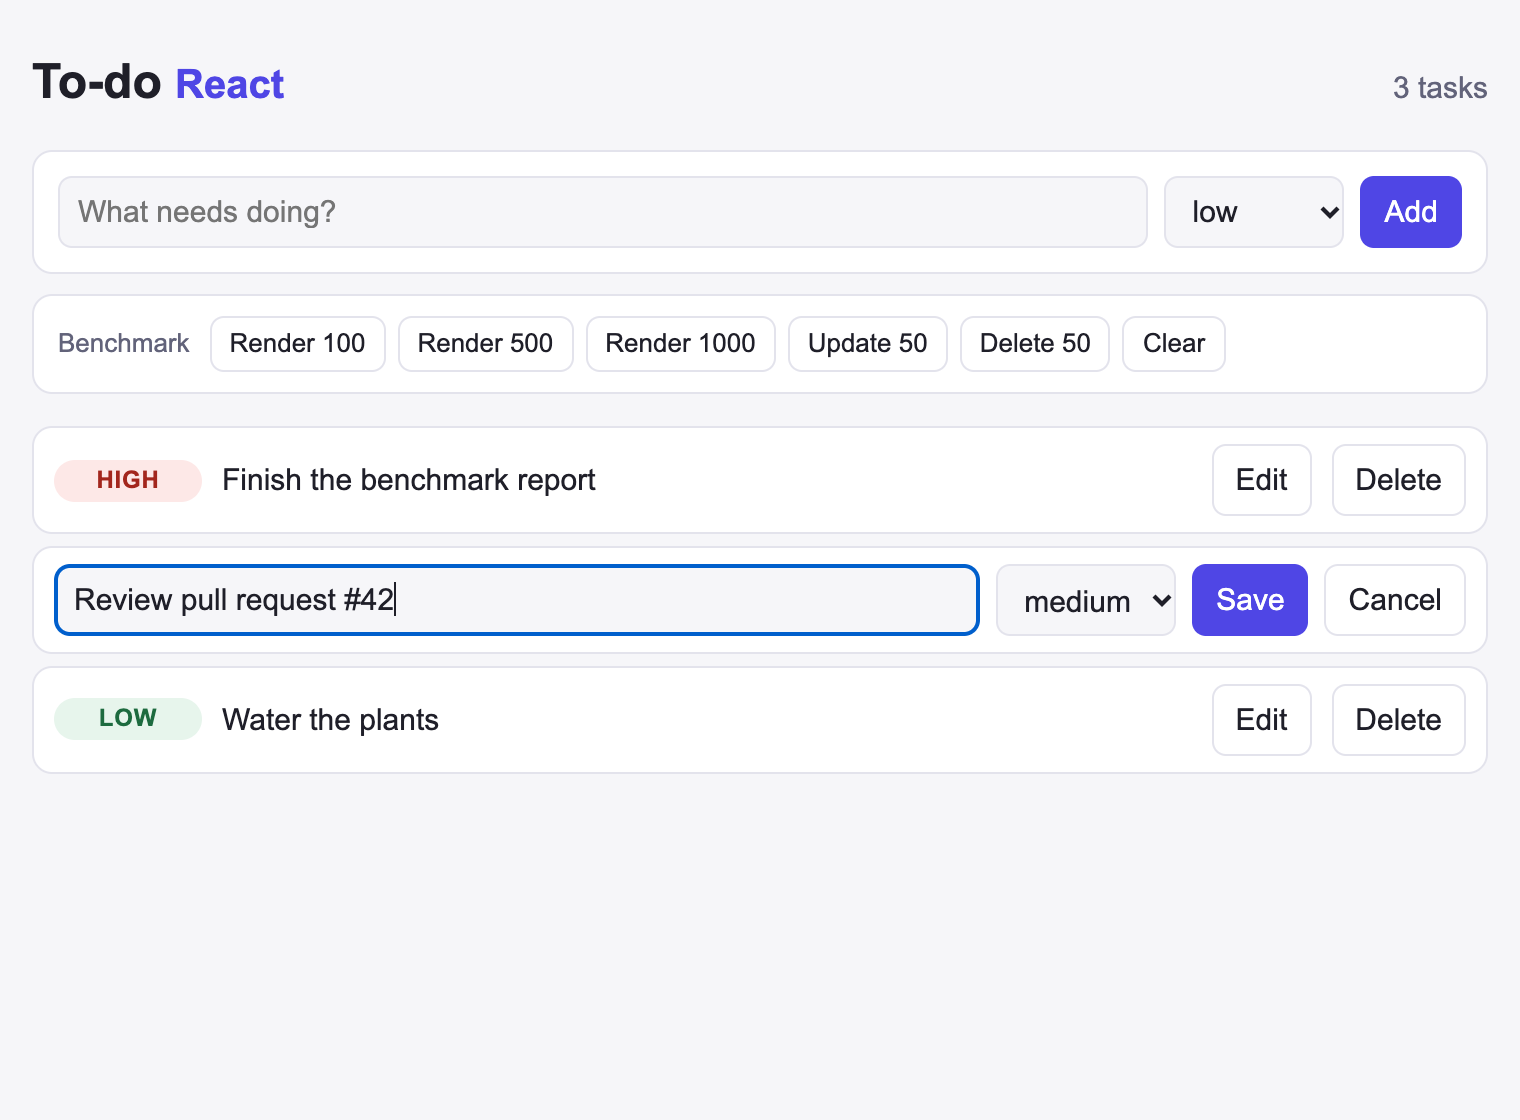 To-do React
3 tasks
What needs doing? low Add
Benchmark Render 100 Render 500 Render 1000 Update 50 Delete 50 Clear
HIGH Finish the benchmark report Edit Delete
Review pull request #42 medium Save Cancel
LOW Water the plants Edit Delete